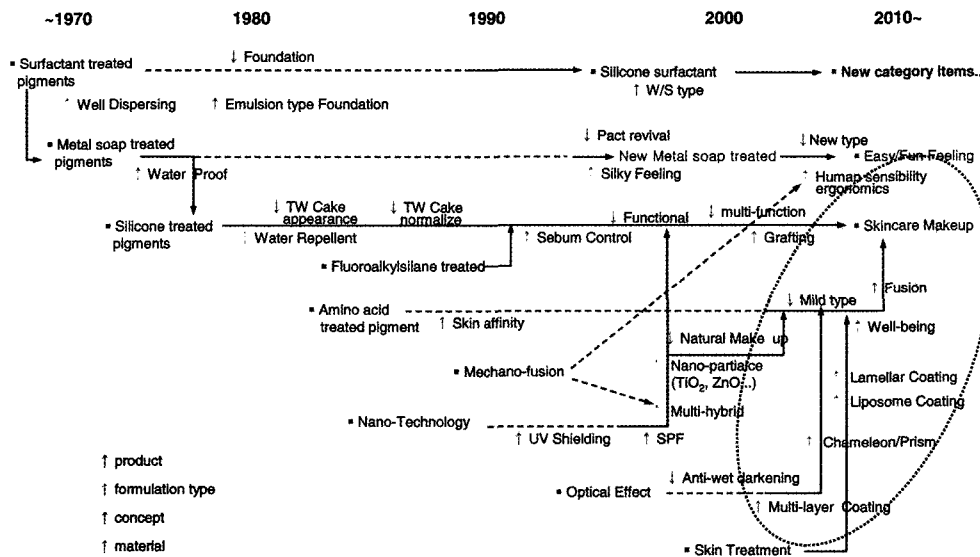 ~1970 1980 1990 2000 2010~
↓ Foundation
▪ Surfactant treated
pigments
▪ Silicone surfactant
▪ New category items..
↑ W/S type
↑ Well Dispersing
↑ Emulsion type Foundation
▪ Metal soap treated
pigments
↓ Pact revival
↓ New type
New Metal soap treated
▪ Easy/Fun-Feeling
↑ Water Proof
↑ Silky Feeling
↑ Human-sensibility
ergonomics
↓ TW Cake
appearance
↓ TW Cake
normalize
↓ Functional
↓ multi-function
▪ Silicone treated
pigments
▪ Skincare Makeup
↑ Water Repellent
↑ Sebum Control
↑ Grafting
▪ Fluoroalkylsilane treated
↑ Fusion
▪ Amino acid
treated pigment
↓ Mild type
↑ Skin affinity
↑ Well-being
↓ Natural Make up
▪ Mechano-fusion
↑ Nano-partialce
(TiO2, ZnO..)
↑ Lamellar Coating
Multi-hybrid
↑ Liposome Coating
▪ Nano-Technology
↑ UV Shielding
↑ SPF
↑ Chameleon/Prism
↑ product
↓ Anti-wet darkening
↑ formulation type
▪ Optical Effect
↑ Multi-layer Coating
↑ concept
↑ material
▪ Skin Treatment